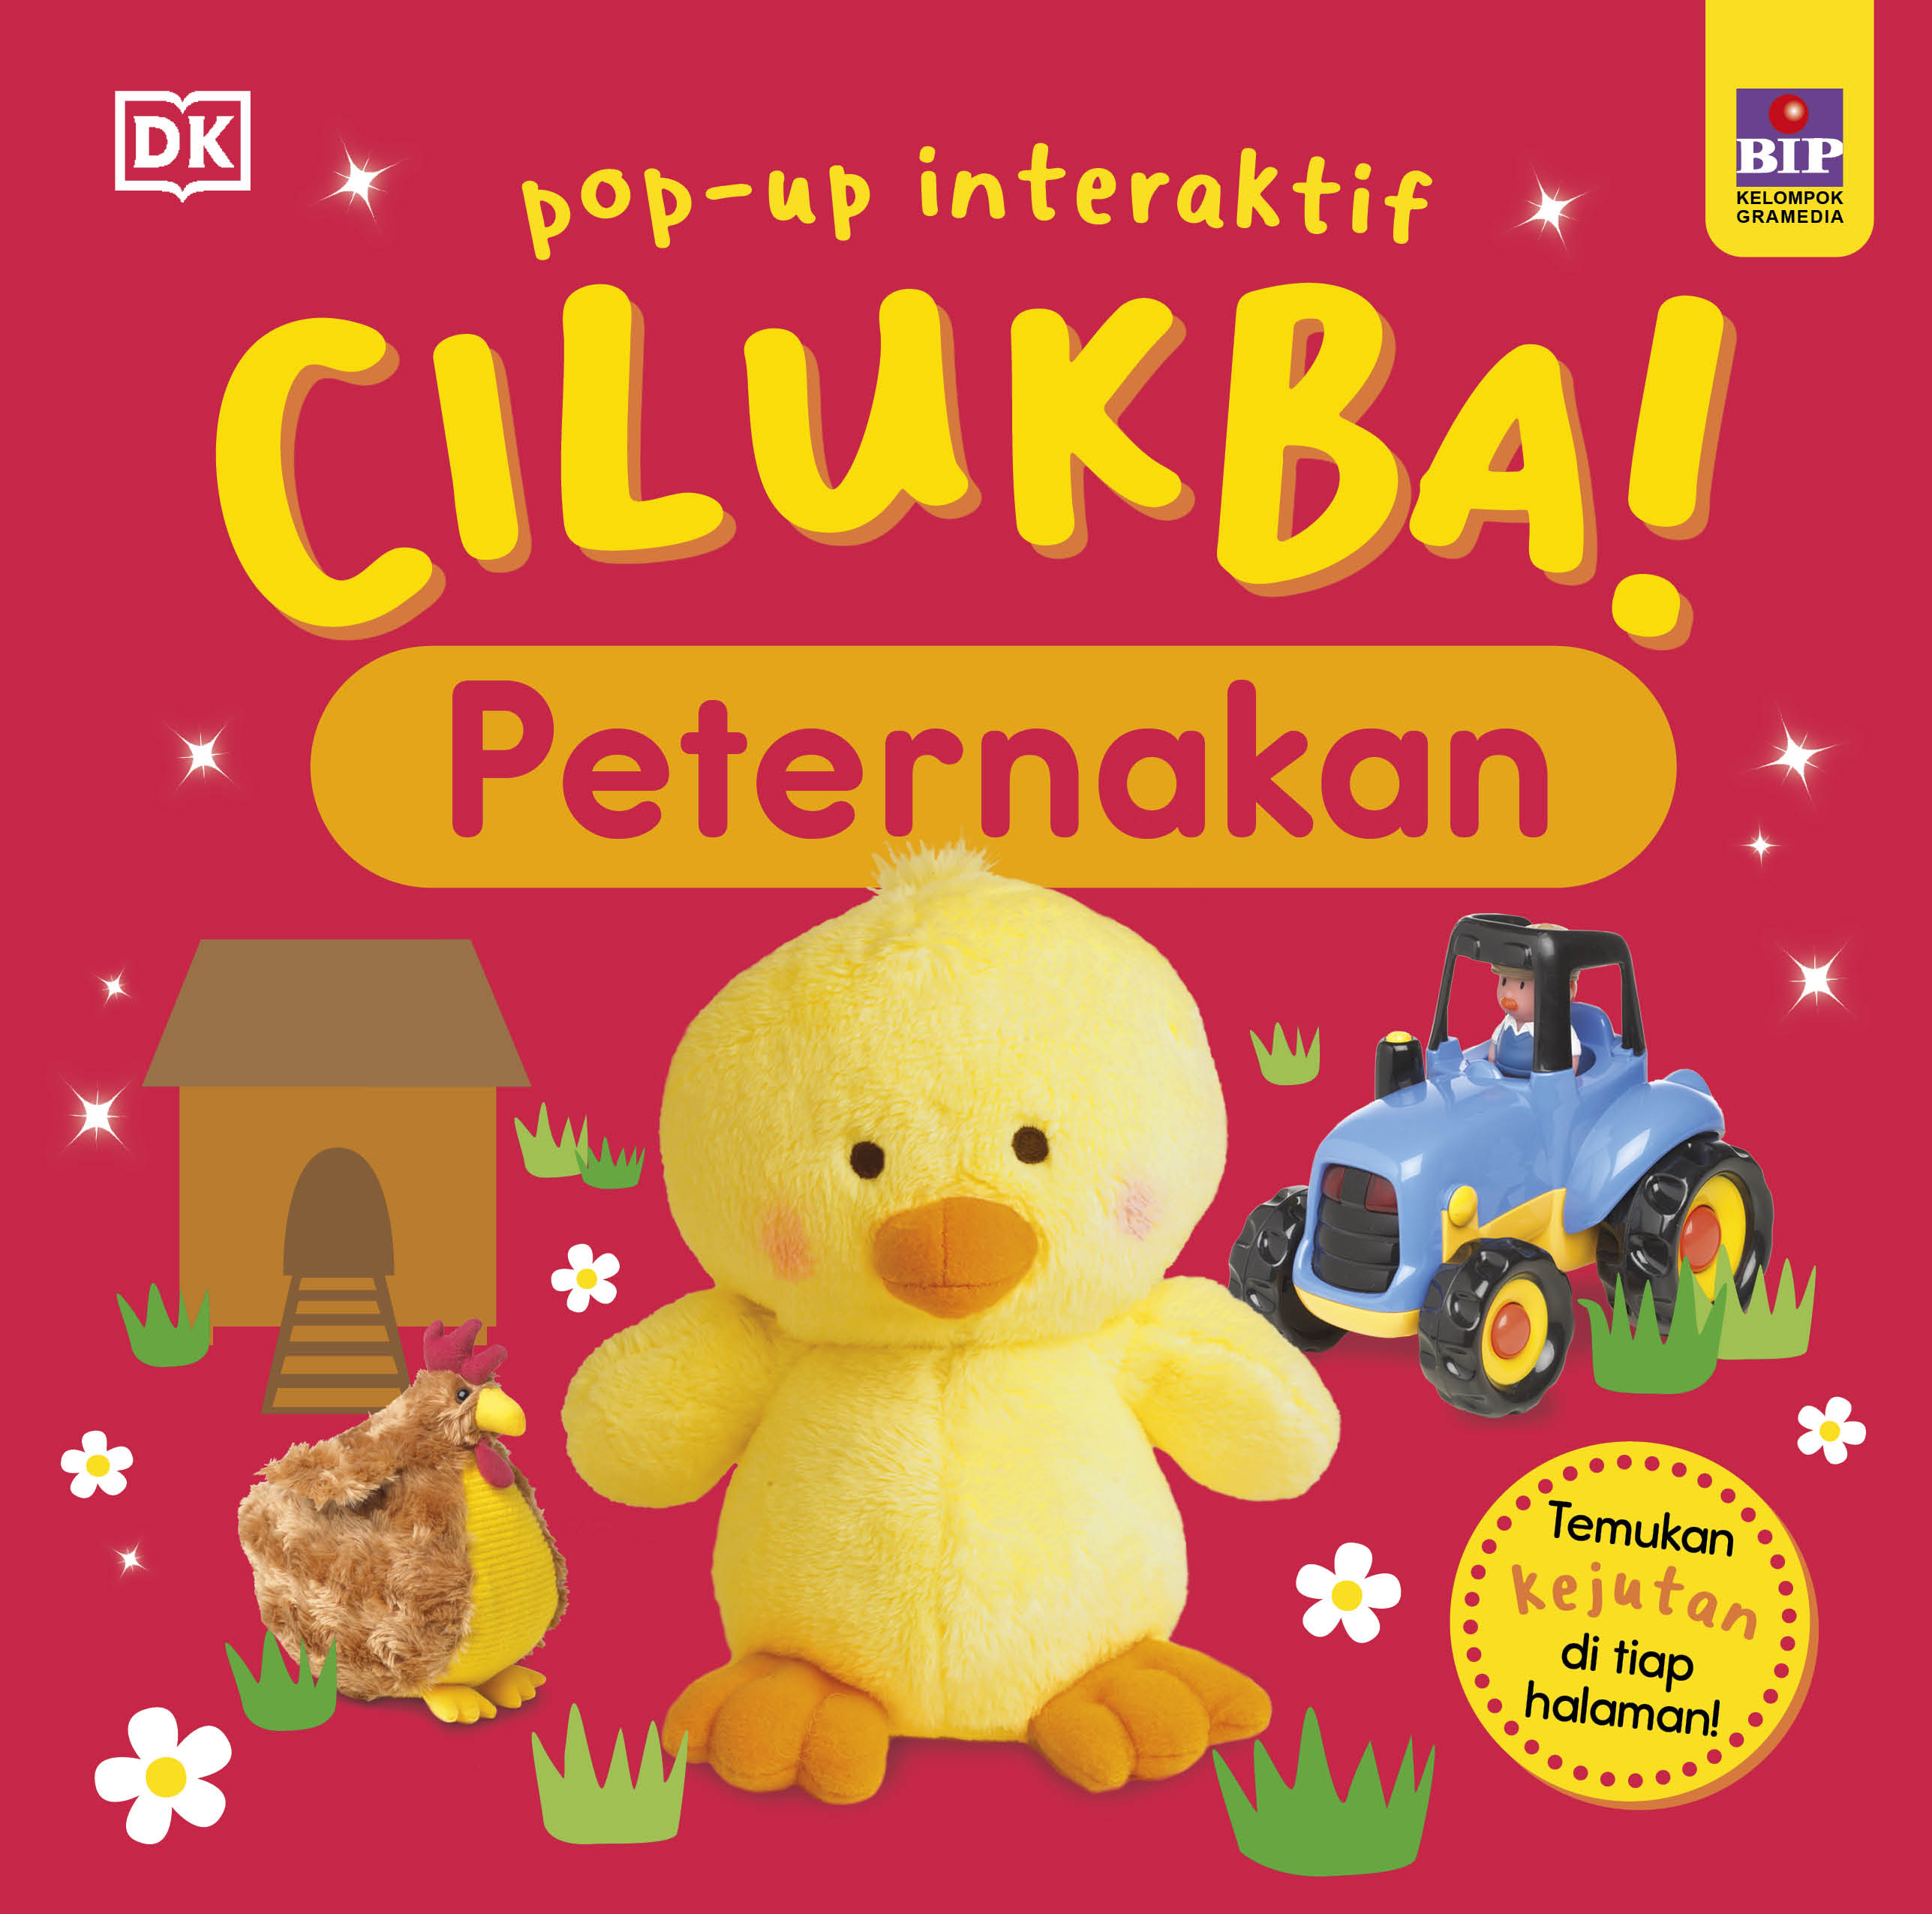 DK
BIP
KELOMPOK
GRAMEDIA
pop-up interaktif
CILUKBA!
Peternakan
Temukan
kejutan
di tiap
halaman!